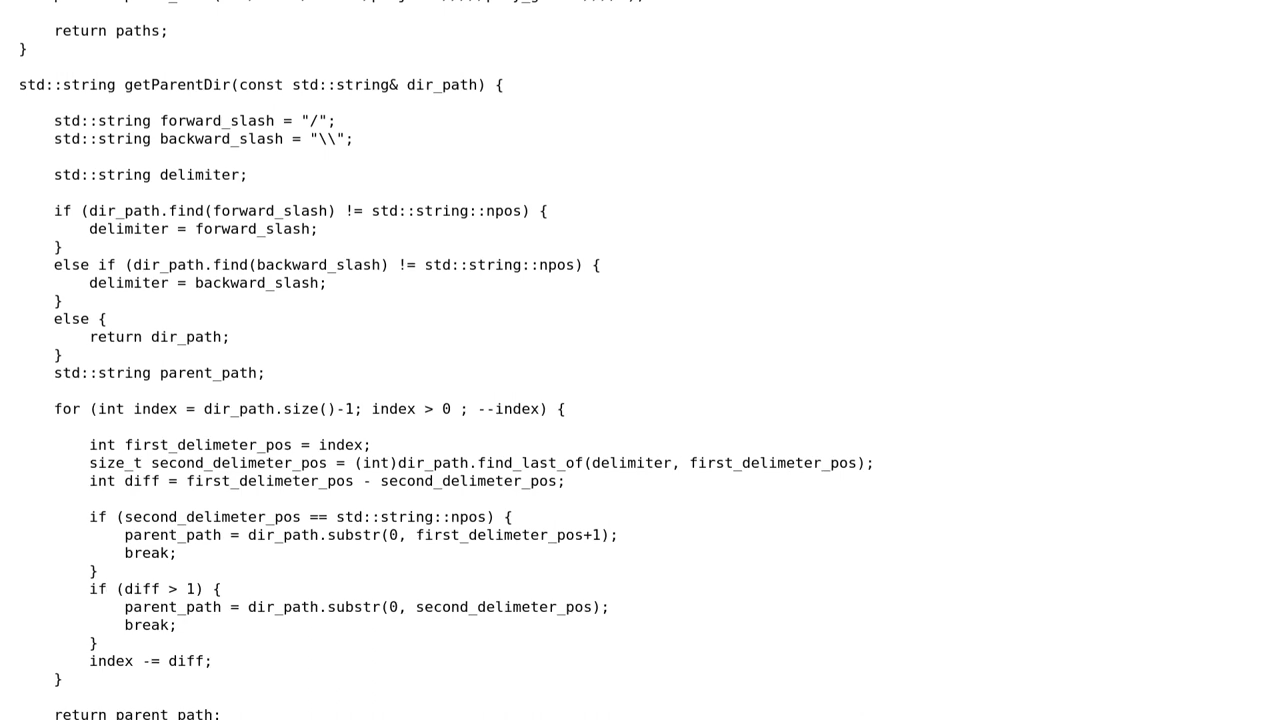 return paths;
}
std::string getParentDir(const std::string& dir_path) {
    std::string forward_slash = "/";
    std::string backward_slash = "\\";
    std::string delimiter;
    if (dir_path.find(forward_slash) != std::string::npos) {
        delimiter = forward_slash;
    }
    else if (dir_path.find(backward_slash) != std::string::npos) {
        delimiter = backward_slash;
    }
    else {
        return dir_path;
    }
    std::string parent_path;
    for (int index = dir_path.size()-1; index > 0 ; --index) {
        int first_delimeter_pos = index;
        size_t second_delimeter_pos = (int)dir_path.find_last_of(delimiter, first_delimeter_pos);
        int diff = first_delimeter_pos - second_delimeter_pos;
        if (second_delimeter_pos == std::string::npos) {
            parent_path = dir_path.substr(0, first_delimeter_pos+1);
            break;
        }
        if (diff > 1) {
            parent_path = dir_path.substr(0, second_delimeter_pos);
            break;
        }
        index -= diff;
    }
    return parent_path;